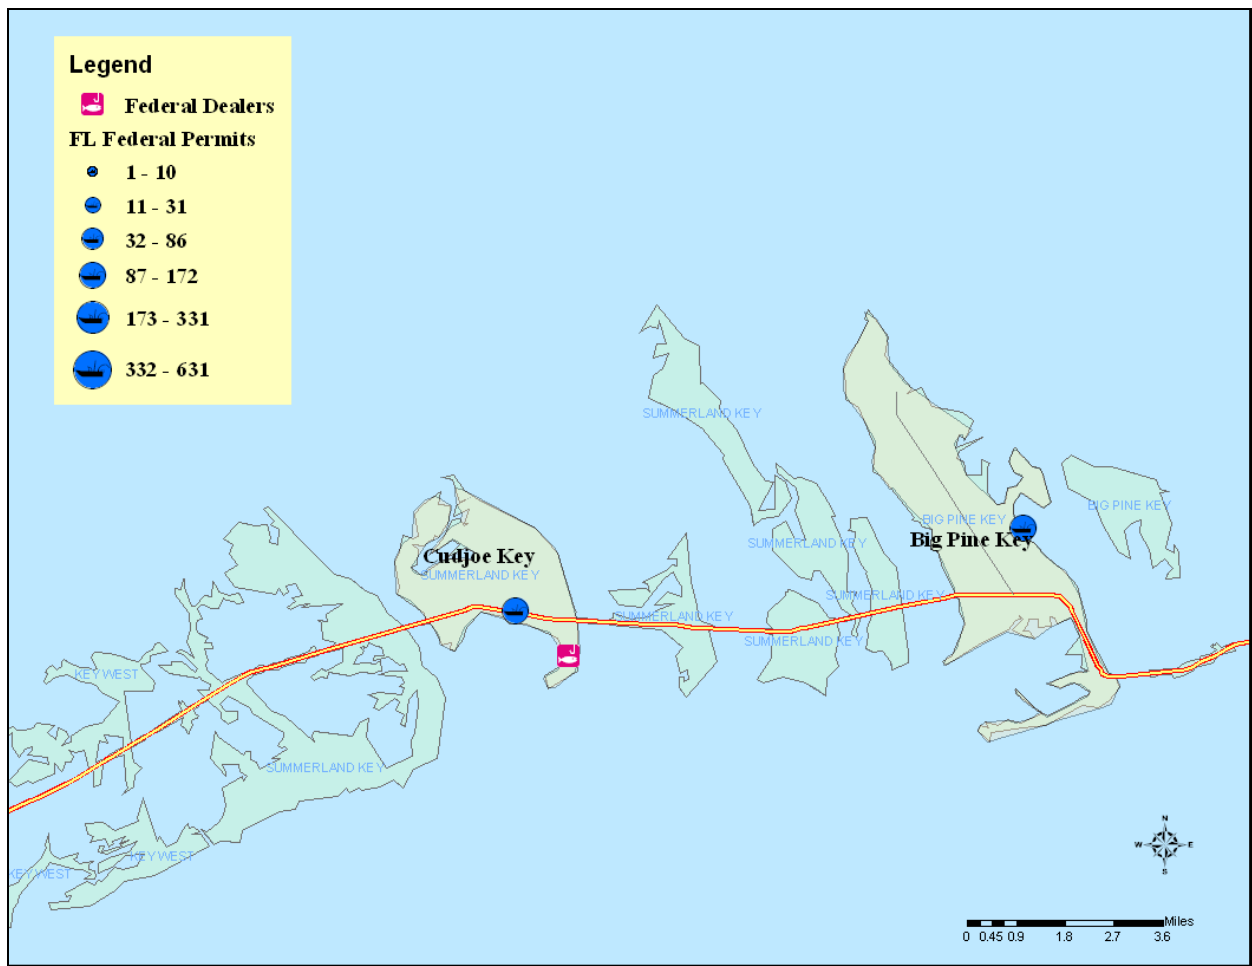 Legend
Federal Dealers
FL Federal Permits
1 - 10
11 - 31
32 - 86
87 - 172
173 - 331
332 - 631
SUMMERLAND KEY
BIG PINE KEY
BIG PINE KEY
Big Pine Key
SUMMERLAND KEY
Cudjoe Key
SUMMERLAND KEY
SUMMERLAND KEY
SUMMERLAND KEY
SUMMERLAND KEY
KEY WEST
SUMMERLAND KEY
KEY WEST
KEY WEST
N
W E
S
Miles
0 0.45 0.9 1.8 2.7 3.6